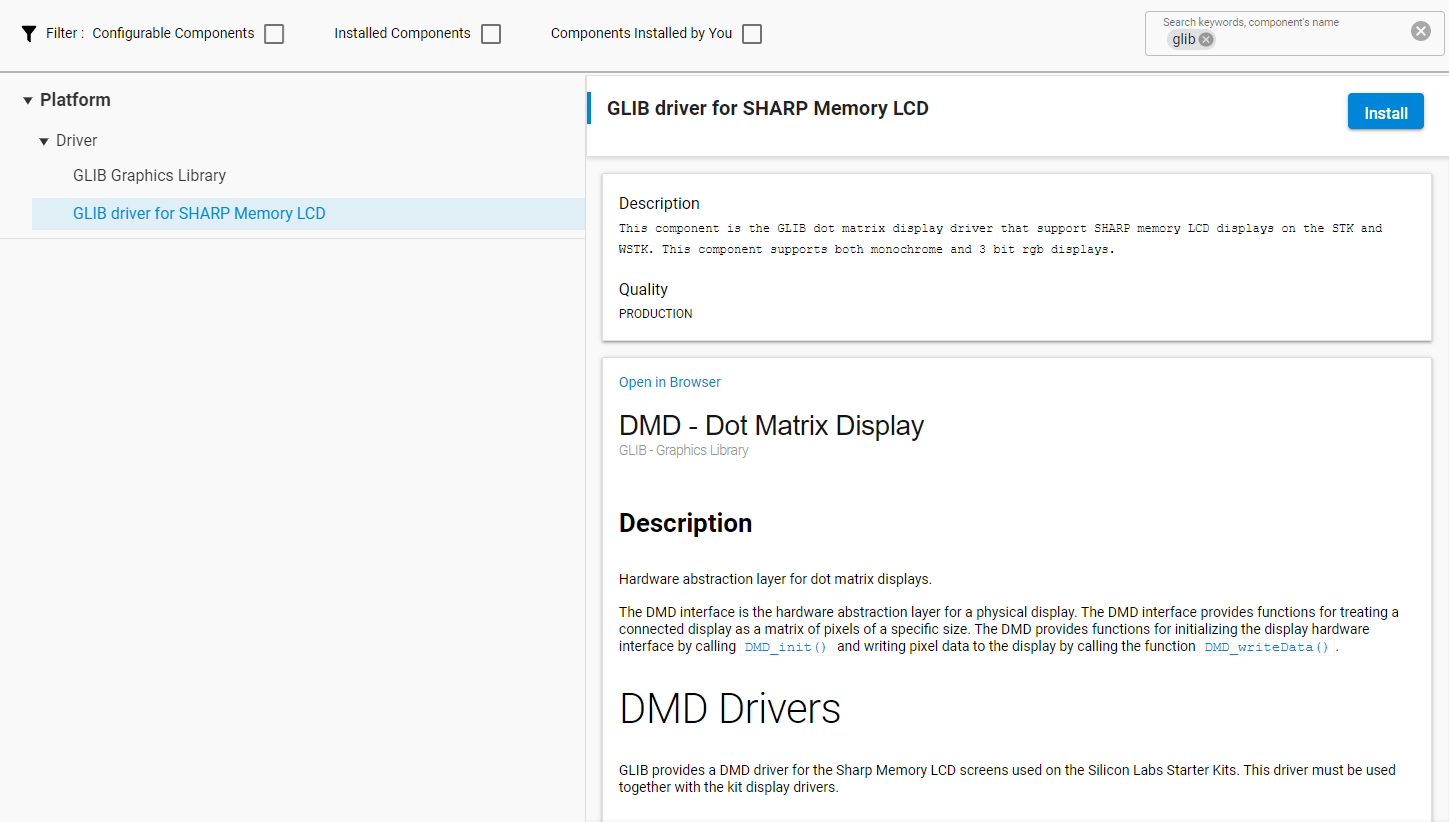 Filter : Configurable Components Installed Components Components Installed by You
Search keywords, component's name
glib
Platform
Driver
GLIB Graphics Library
GLIB driver for SHARP Memory LCD
GLIB driver for SHARP Memory LCD
Install
Description
This component is the GLIB dot matrix display driver that support SHARP memory LCD displays on the STK and
WSTK. This component supports both monochrome and 3 bit rgb displays.
Quality
PRODUCTION
Open in Browser
DMD - Dot Matrix Display
GLIB - Graphics Library
Description
Hardware abstraction layer for dot matrix displays.
The DMD interface is the hardware abstraction layer for a physical display. The DMD interface provides functions for treating a
connected display as a matrix of pixels of a specific size. The DMD provides functions for initializing the display hardware
interface by calling DMD_init() and writing pixel data to the display by calling the function DMD_writeData() .
DMD Drivers
GLIB provides a DMD driver for the Sharp Memory LCD screens used on the Silicon Labs Starter Kits. This driver must be used
together with the kit display drivers.